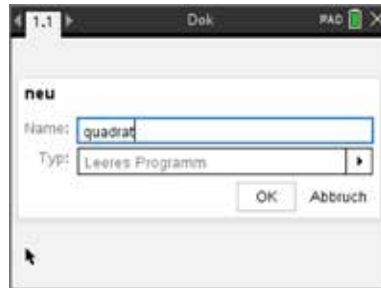 1.1 Dok RAD
neu
Name: quadrat
Typ: Leeres Programm
OK Abbruch